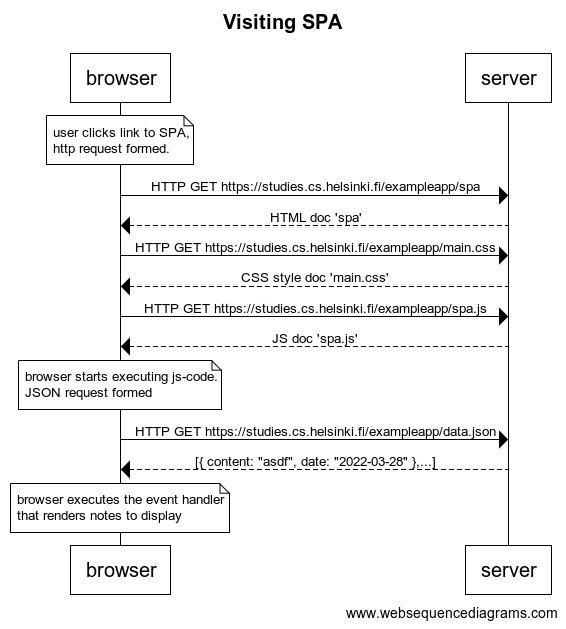 Visiting SPA
browser
server
user clicks link to SPA,
http request formed.
HTTP GET https://studies.cs.helsinki.fi/exampleapp/spa
HTML doc 'spa'
HTTP GET https://studies.cs.helsinki.fi/exampleapp/main.css
CSS style doc 'main.css'
HTTP GET https://studies.cs.helsinki.fi/exampleapp/spa.js
JS doc 'spa.js'
browser starts executing js-code.
JSON request formed
HTTP GET https://studies.cs.helsinki.fi/exampleapp/data.json
[{ content: "asdf", date: "2022-03-28" },...]
browser executes the event handler
that renders notes to display
browser
server
www.websequencediagrams.com